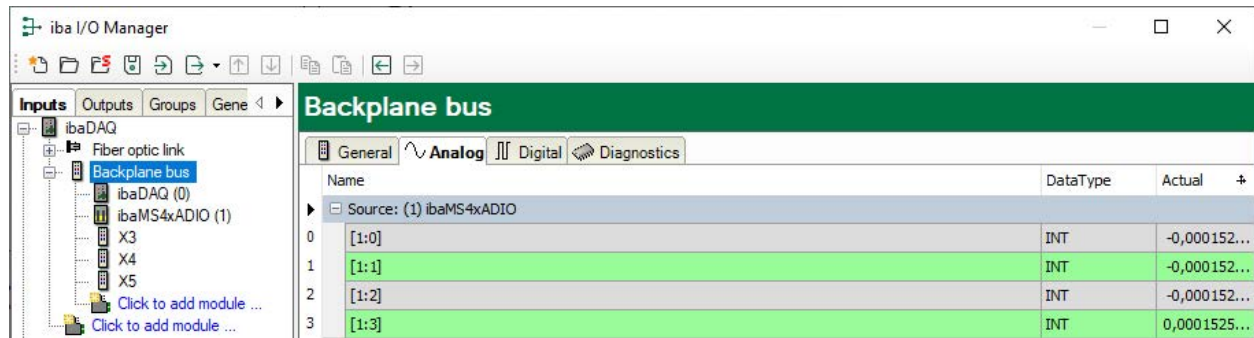 iba I/O Manager
Inputs Outputs Groups Gene
ibaDAQ
Fiber optic link
Backplane bus
ibaDAQ (0)
ibaMS4xADIO (1)
X3
X4
X5
Click to add module ...
Click to add module ...
Backplane bus
General Analog Digital Diagnostics
Name DataType Actual
Source: (1) ibaMS4xADIO
0 [1:0] INT -0,000152...
1 [1:1] INT -0,000152...
2 [1:2] INT -0,000152...
3 [1:3] INT 0,0001525...